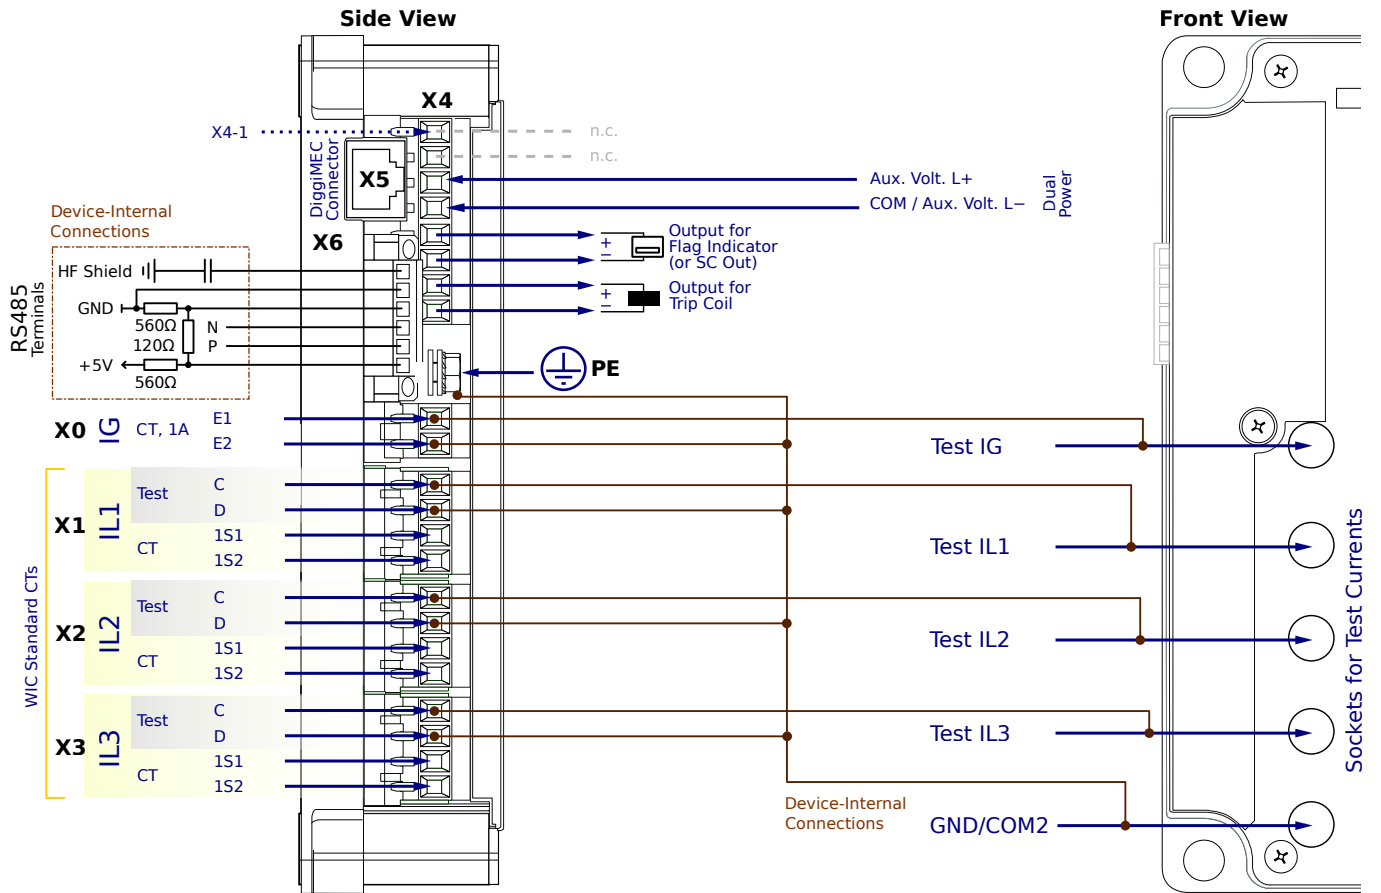 Side View
Front View
X4
X4-1
n.c.
n.c.
DiggiMEC
Connector
X5
Aux. Volt. L+
COM / Aux. Volt. L−
Dual
Power
Device-Internal
Connections
X6
+
−
Output for
Flag Indicator
(or SC Out)
HF Shield
+
−
Output for
Trip Coil
RS485
Terminals
GND
560Ω
N
120Ω
P
+5V
560Ω
PE
X0
IG
CT, 1A
E1
E2
Test IG
WIC Standard CTs
X1
IL1
Test
C
D
CT
1S1
1S2
Test IL1
X2
IL2
Test
C
D
CT
1S1
1S2
Test IL2
X3
IL3
Test
C
D
CT
1S1
1S2
Test IL3
Sockets for Test Currents
Device-Internal
Connections
GND/COM2